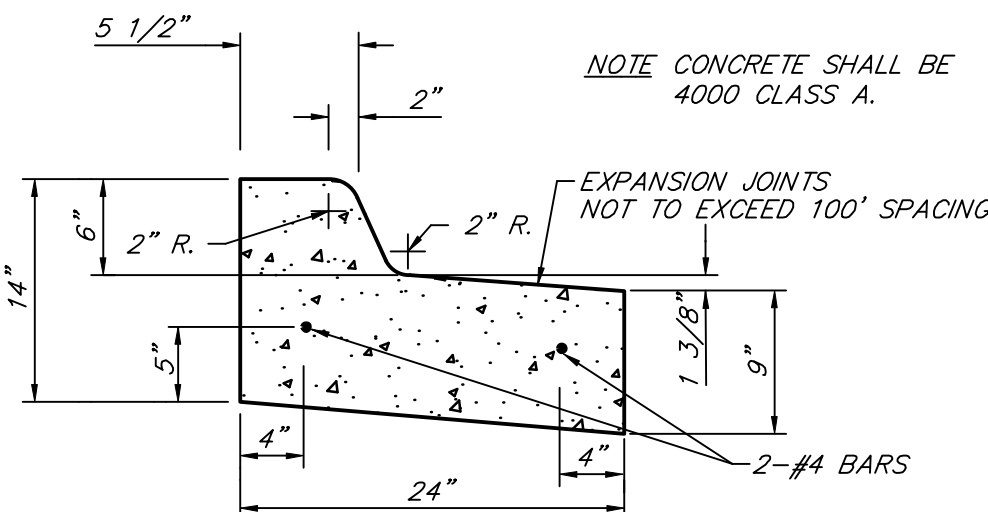 5 1/2”
2”
NOTE CONCRETE SHALL BE
4000 CLASS A.
EXPANSION JOINTS
NOT TO EXCEED 100' SPACING
6”
2” R.
2” R.
14”
5”
1 3/8”
9”
4”
4”
2-#4 BARS
24”